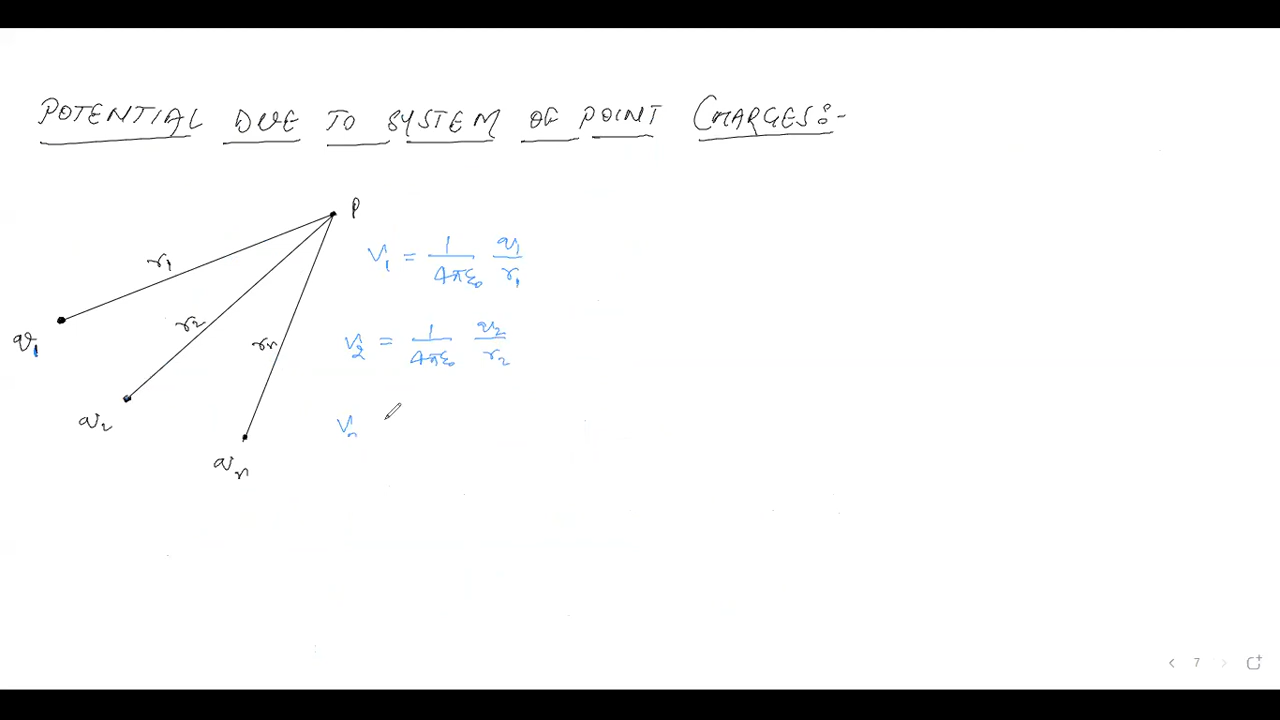 POTENTIAL DUE TO SYSTEM OF POINT CHARGES:-
P
r1
V1 = 1/4πε0 q1/r1
r2
q1
rn
V2 = 1/4πε0 q2/r2
q2
Vn
qn
7